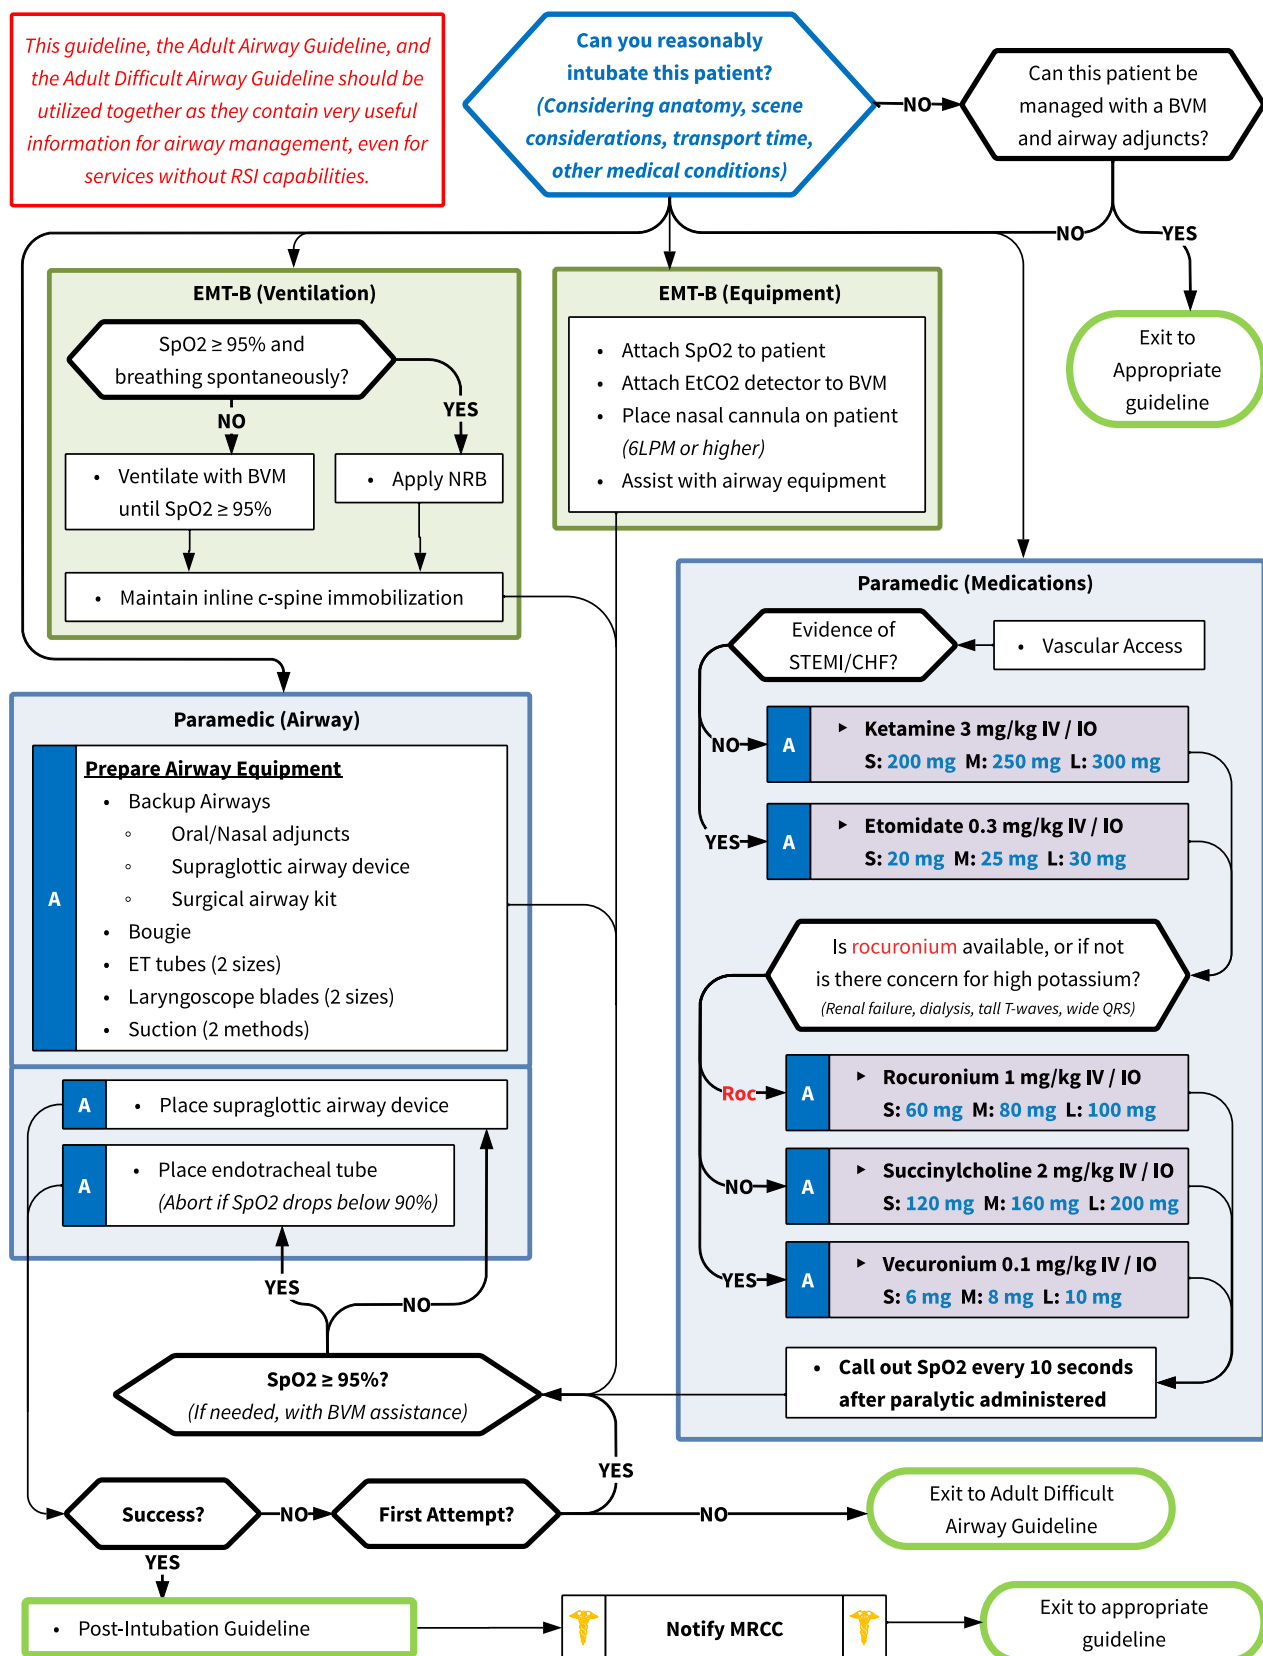 This guideline, the Adult Airway Guideline, and
the Adult Difficult Airway Guideline should be
utilized together as they contain very useful
information for airway management, even for
services without RSI capabilities.
Can you reasonably
intubate this patient?
(Considering anatomy, scene
considerations, transport time,
other medical conditions)
NO
Can this patient be
managed with a BVM
and airway adjuncts?
NO
YES
Exit to
Appropriate
guideline
EMT-B (Ventilation)
SpO2 ≥ 95% and
breathing spontaneously?
NO
YES
• Ventilate with BVM
until SpO2 ≥ 95%
• Apply NRB
• Maintain inline c-spine immobilization
EMT-B (Equipment)
• Attach SpO2 to patient
• Attach EtCO2 detector to BVM
• Place nasal cannula on patient
(6LPM or higher)
• Assist with airway equipment
Paramedic (Medications)
Evidence of
STEMI/CHF?
• Vascular Access
NO
A
‣ Ketamine 3 mg/kg IV / IO
S: 200 mg M: 250 mg L: 300 mg
YES
A
‣ Etomidate 0.3 mg/kg IV / IO
S: 20 mg M: 25 mg L: 30 mg
Is rocuronium available, or if not
is there concern for high potassium?
(Renal failure, dialysis, tall T-waves, wide QRS)
Roc
A
‣ Rocuronium 1 mg/kg IV / IO
S: 60 mg M: 80 mg L: 100 mg
NO
A
‣ Succinylcholine 2 mg/kg IV / IO
S: 120 mg M: 160 mg L: 200 mg
YES
A
‣ Vecuronium 0.1 mg/kg IV / IO
S: 6 mg M: 8 mg L: 10 mg
• Call out SpO2 every 10 seconds
after paralytic administered
Paramedic (Airway)
A
Prepare Airway Equipment
• Backup Airways
◦ Oral/Nasal adjuncts
◦ Supraglottic airway device
◦ Surgical airway kit
• Bougie
• ET tubes (2 sizes)
• Laryngoscope blades (2 sizes)
• Suction (2 methods)
A
• Place supraglottic airway device
A
• Place endotracheal tube
(Abort if SpO2 drops below 90%)
YES
NO
SpO2 ≥ 95%?
(If needed, with BVM assistance)
YES
Success?
NO
First Attempt?
NO
Exit to Adult Difficult
Airway Guideline
YES
• Post-Intubation Guideline
Notify MRCC
Exit to appropriate
guideline